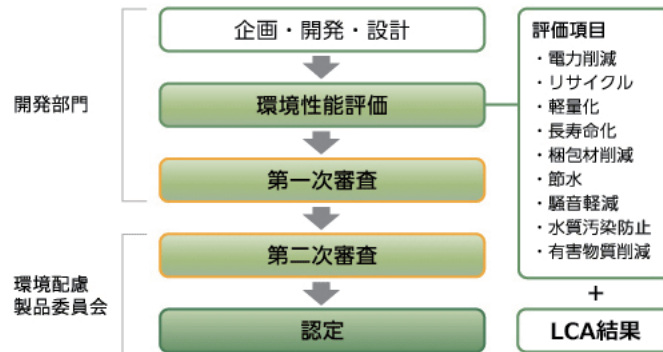 企画・開発・設計
開発部門
環境性能評価
第一次審査
第二次審査
環境配慮
製品委員会
認定
評価項目
・電力削減
・リサイクル
・軽量化
・長寿命化
・梱包材削減
・節水
・騒音軽減
・水質汚染防止
・有害物質削減
+
LCA結果